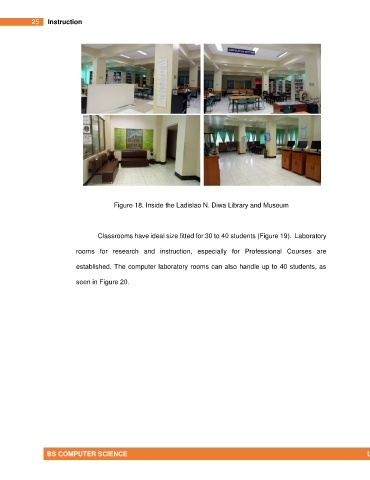 25 Instruction
Figure 18. Inside the Ladislao N. Diwa Library and Museum
Classrooms have ideal size fitted for 30 to 40 students (Figure 19). Laboratory
rooms for research and instruction, especially for Professional Courses are
established. The computer laboratory rooms can also handle up to 40 students, as
seen in Figure 20.
BS COMPUTER SCIENCE L